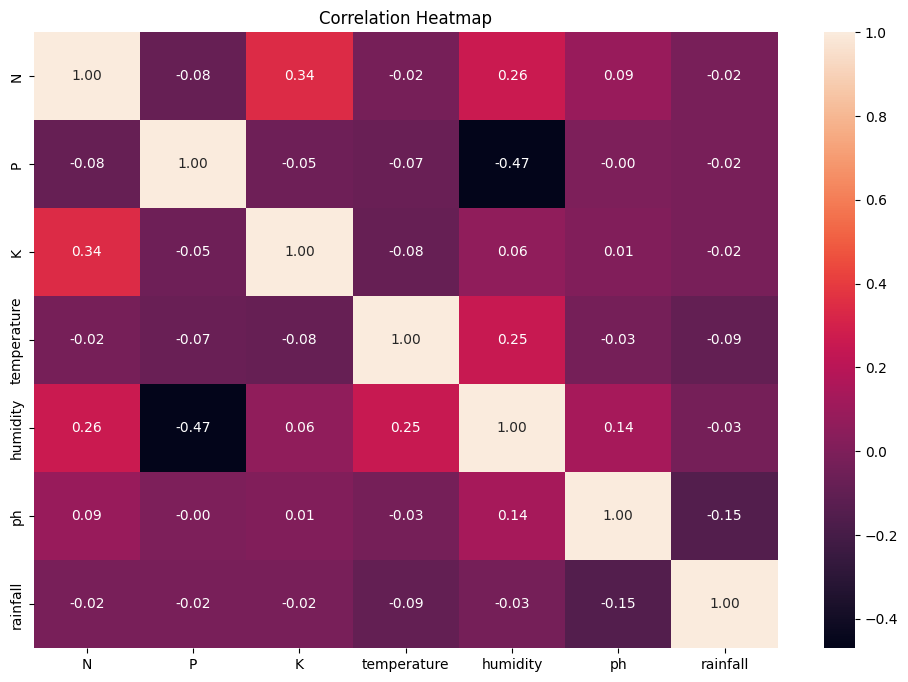 Correlation Heatmap
N 1.00 -0.08 0.34 -0.02 0.26 0.09 -0.02
P -0.08 1.00 -0.05 -0.07 -0.47 -0.00 -0.02
K 0.34 -0.05 1.00 -0.08 0.06 0.01 -0.02
temperature -0.02 -0.07 -0.08 1.00 0.25 -0.03 -0.09
humidity 0.26 -0.47 0.06 0.25 1.00 0.14 -0.03
ph 0.09 -0.00 0.01 -0.03 0.14 1.00 -0.15
rainfall -0.02 -0.02 -0.02 -0.09 -0.03 -0.15 1.00
N P K temperature humidity ph rainfall
1.0
0.8
0.6
0.4
0.2
0.0
−0.2
−0.4